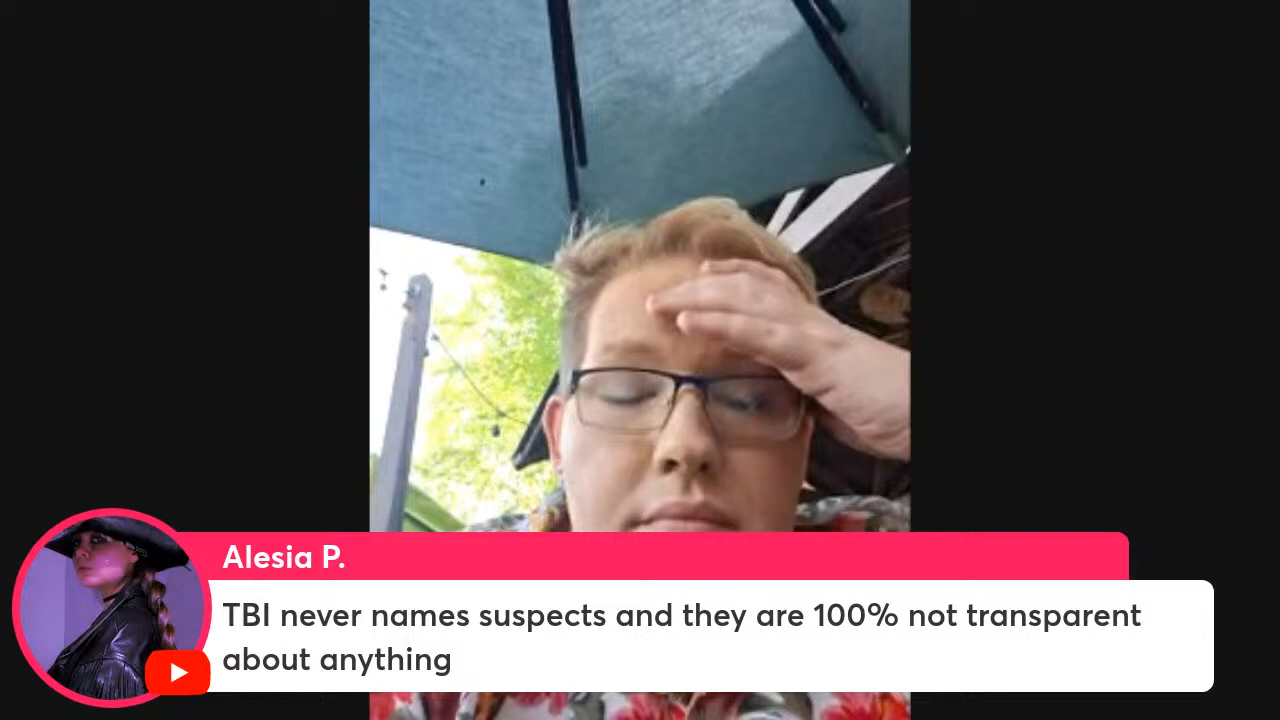 Alesia P.
TBI never names suspects and they are 100% not transparent
about anything